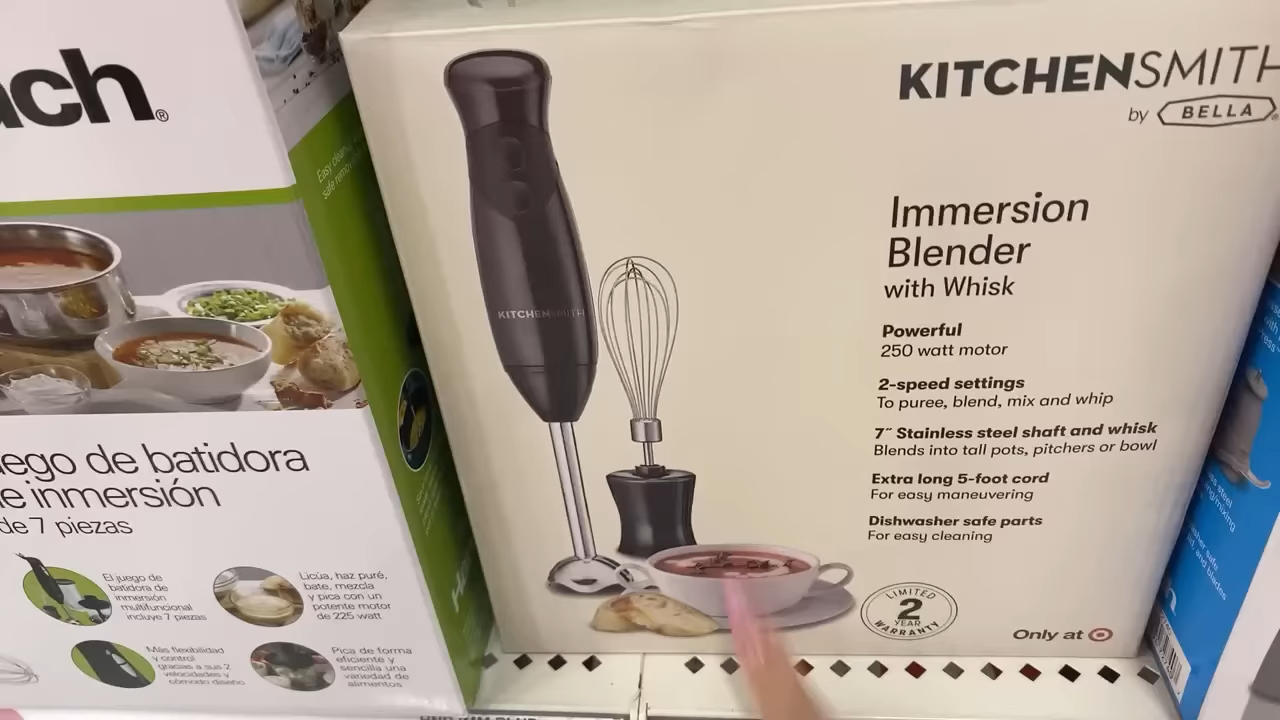 ach®
Easy clean
KITCHENSMITH
by BELLA®
Immersion
Blender
with Whisk
Powerful
250 watt motor
2-speed settings
To puree, blend, mix and whip
7″ Stainless steel shaft and whisk
Blends into tall pots, pitchers or bowl
Extra long 5-foot cord
For easy maneuvering
Dishwasher safe parts
For easy cleaning
LIMITED
2
YEAR
WARRANTY
Only at
KITCHENSMITH
uego de batidora
e inmersión
de 7 piezas
El juego de
batidora de
inmersión
multifuncional
incluye 7 piezas
Licúa, haz puré,
bate, mezcla
y pica con un
potente motor
de 225 watt
Más flexibilidad
y control
gracias a sus 2
velocidades y
cómodo diseño
Pica de forma
eficiente y
sencilla una
variedad de
alimentos